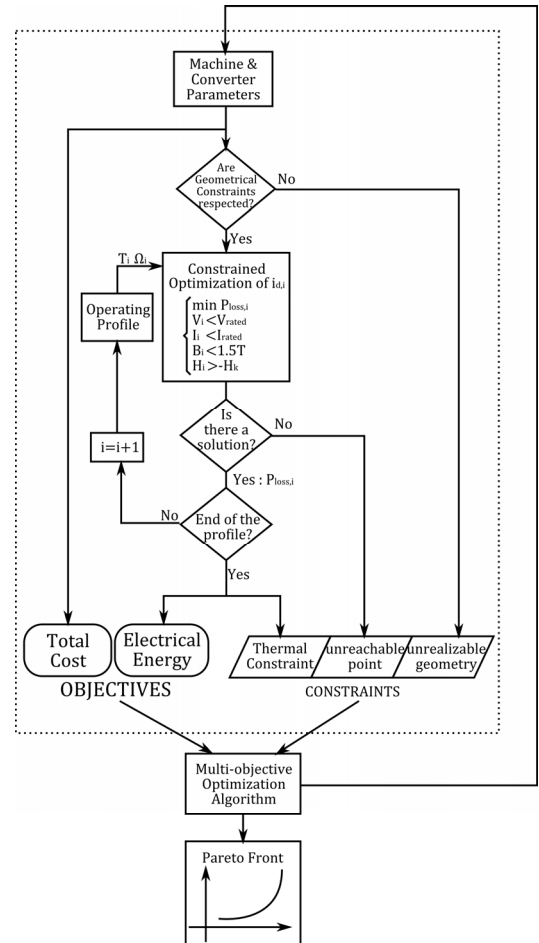 Machine &
Converter
Parameters
Are
Geometrical
Constraints
respected?
No
Yes
Ti Ωi
Constrained
Optimization of id,i
min Ploss,i
Vi <Vrated
Ii <Irated
Bi <1.5T
Hi >-Hk
Operating
Profile
Is
there a
solution?
No
i=i+1
Yes : Ploss,i
No
End of the
profile?
Yes
Total
Cost
Electrical
Energy
Thermal
Constraint
unreachable
point
unrealizable
geometry
OBJECTIVES
CONSTRAINTS
Multi-objective
Optimization
Algorithm
Pareto Front